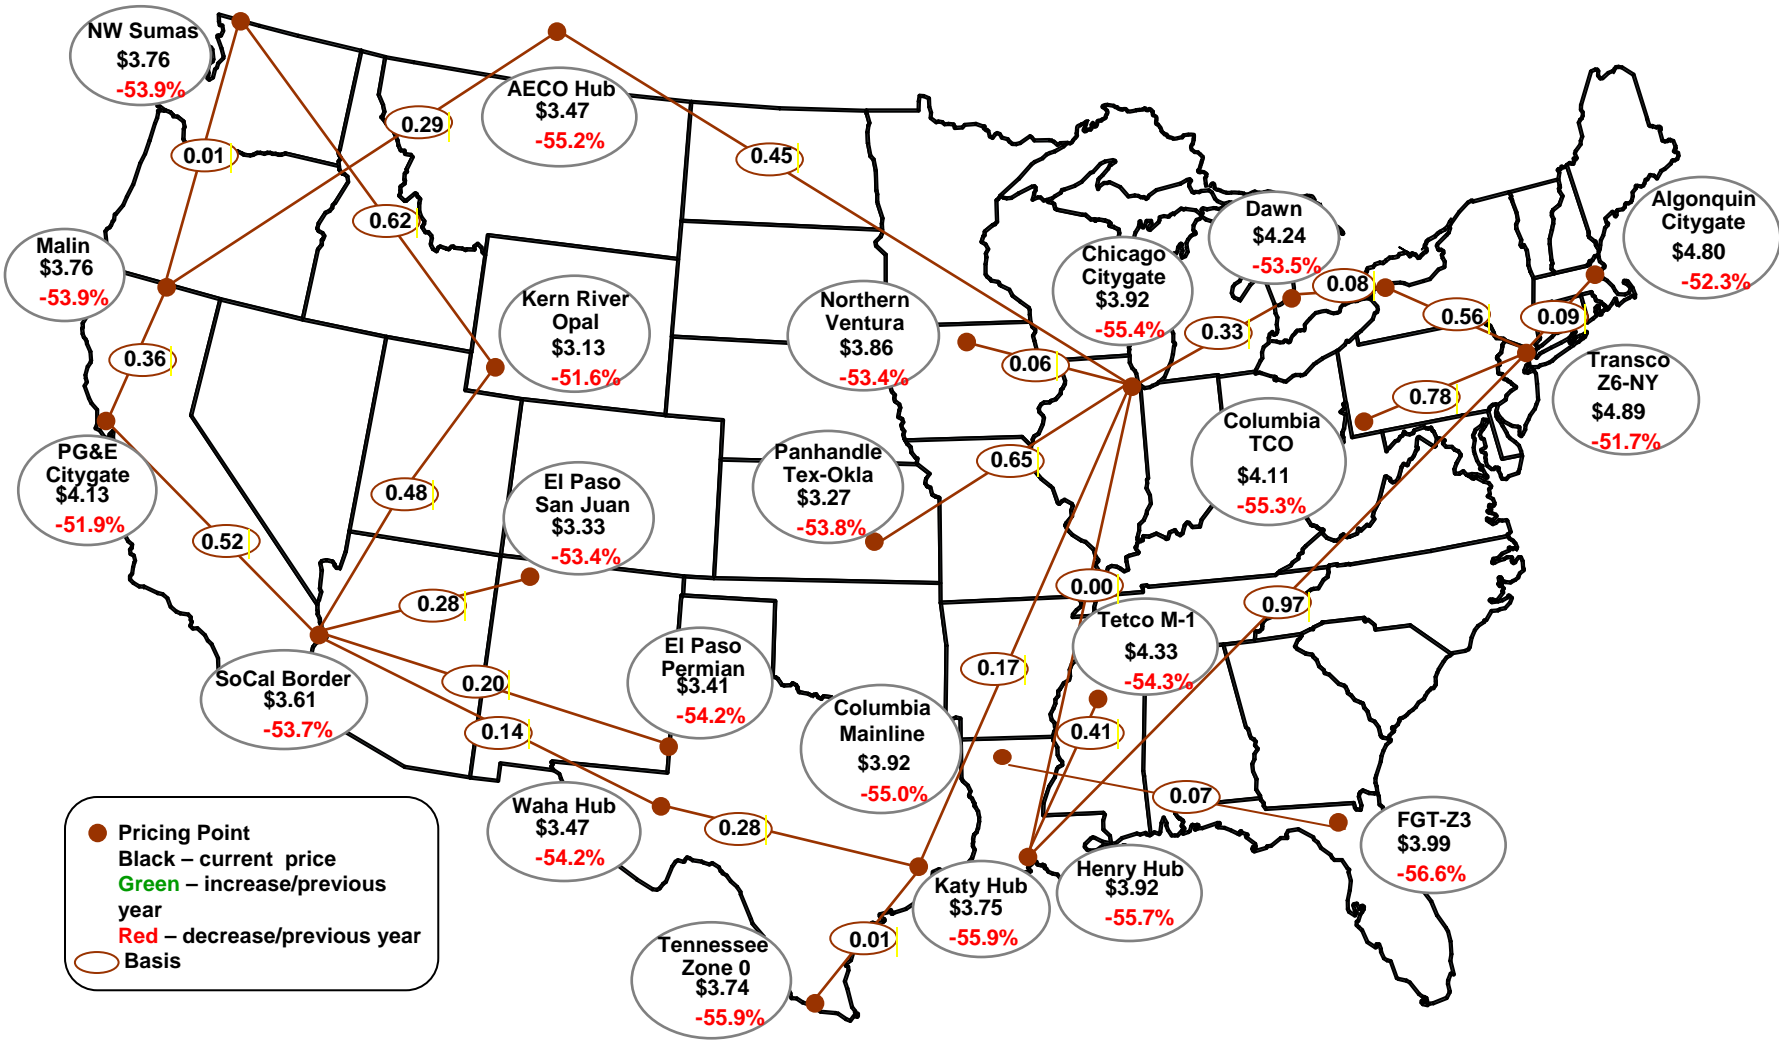 NW Sumas
$3.76
-53.9%
AECO Hub
$3.47
-55.2%
0.29
0.01
0.45
0.62
Malin
$3.76
-53.9%
Kern River
Opal
$3.13
-51.6%
Northern
Ventura
$3.86
-53.4%
Chicago
Citygate
$3.92
-55.4%
Dawn
$4.24
-53.5%
Algonquin
Citygate
$4.80
-52.3%
0.08
0.56
0.09
0.33
0.06
0.36
0.78
Transco
Z6-NY
$4.89
-51.7%
PG&E
Citygate
$4.13
-51.9%
0.48
El Paso
San Juan
$3.33
-53.4%
Panhandle
Tex-Okla
$3.27
-53.8%
0.65
Columbia
TCO
$4.11
-55.3%
0.52
0.28
0.00
0.97
Tetco M-1
$4.33
-54.3%
SoCal Border
$3.61
-53.7%
0.20
0.14
El Paso
Permian
$3.41
-54.2%
0.17
Columbia
Mainline
$3.92
-55.0%
0.41
0.07
Waha Hub
$3.47
-54.2%
0.28
FGT-Z3
$3.99
-56.6%
Katy Hub
$3.75
-55.9%
Henry Hub
$3.92
-55.7%
Tennessee
Zone 0
$3.74
-55.9%
0.01
Pricing Point
Black – current price
Green – increase/previous
year
Red – decrease/previous year
Basis